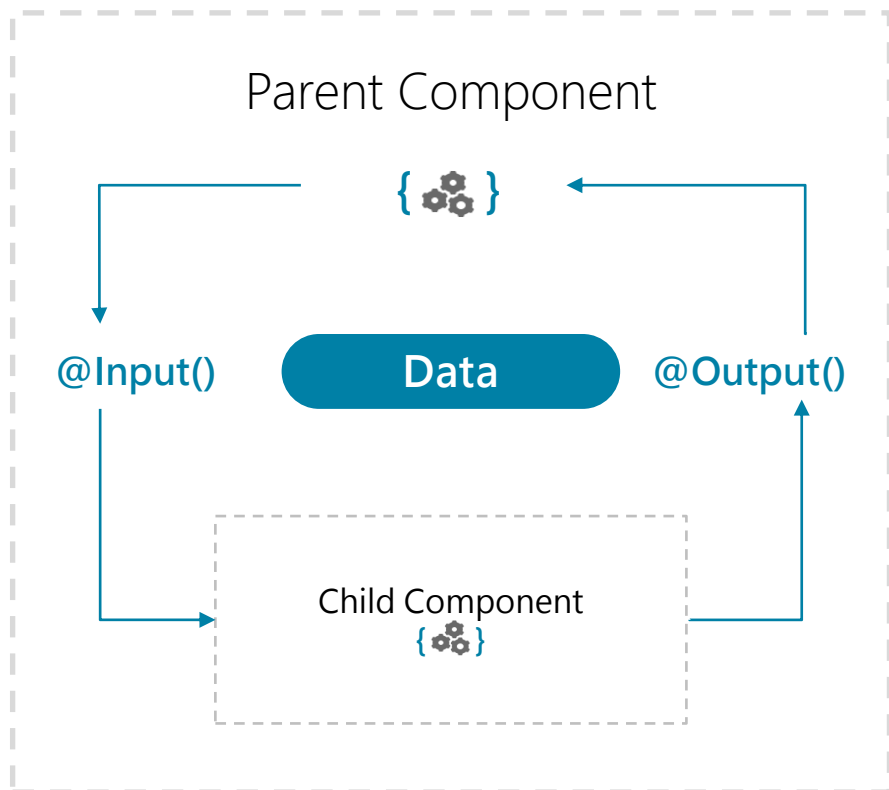 Parent Component
{ }
@Input()
Data
@Output()
Child Component
{ }